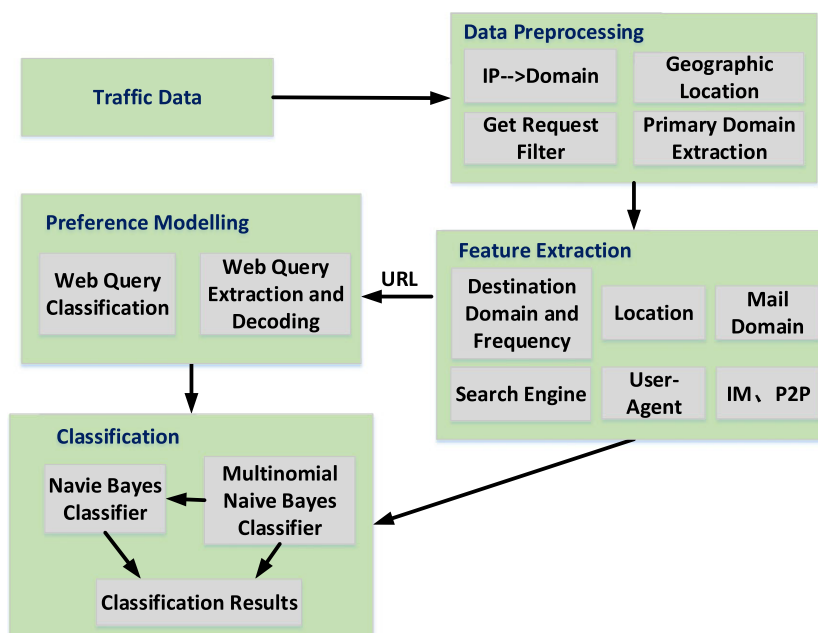 Traffic Data
Data Preprocessing
IP-->Domain
Geographic
Location
Get Request
Filter
Primary Domain
Extraction
Preference Modelling
Web Query
Classification
Web Query
Extraction and
Decoding
URL
Feature Extraction
Destination
Domain and
Frequency
Location
Mail
Domain
Search Engine
User-
Agent
IM、P2P
Classification
Navie Bayes
Classifier
Multinomial
Naive Bayes
Classifier
Classification Results